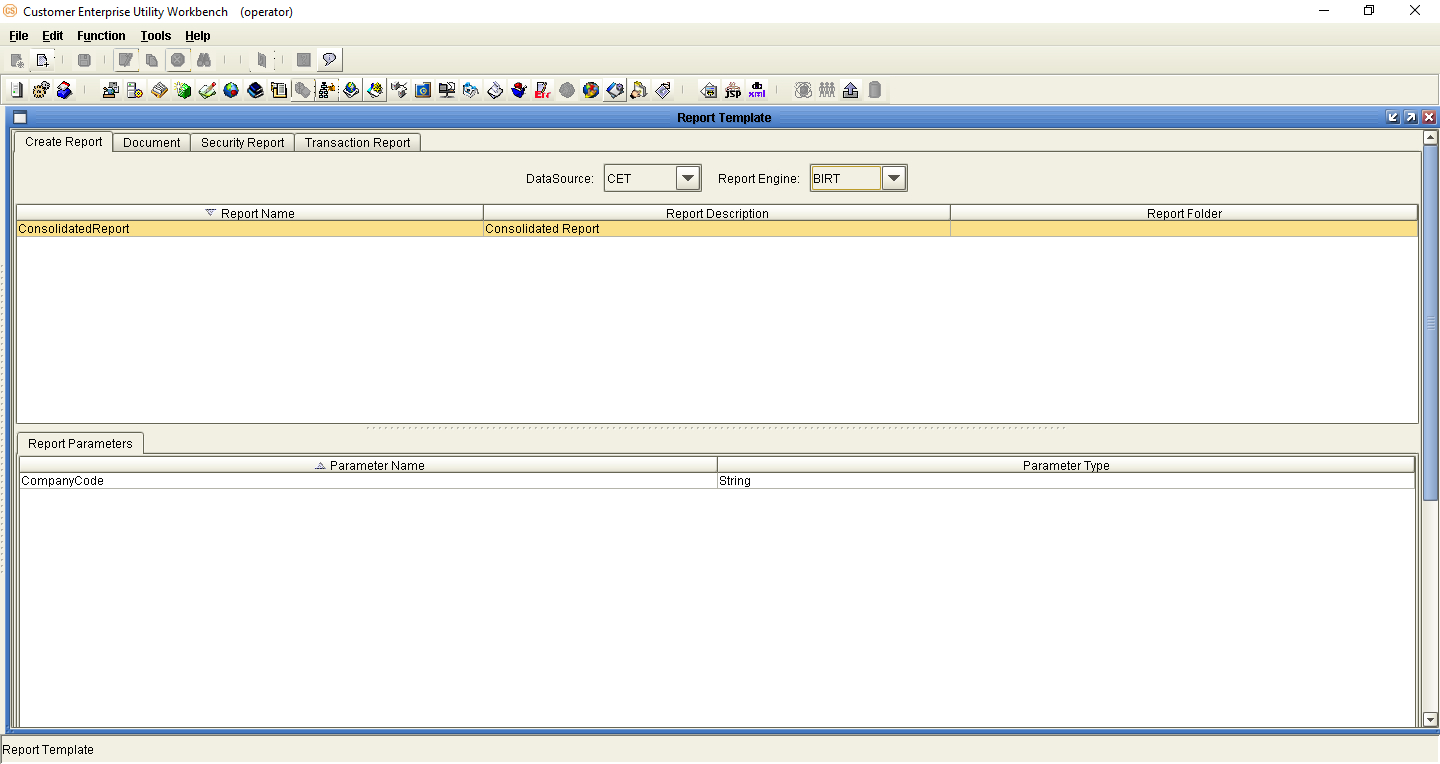 CS Customer Enterprise Utility Workbench (operator)
File Edit Function Tools Help
jsp
xml
Report Template
Create Report Document Security Report Transaction Report
DataSource: CET Report Engine: BIRT
Report Name Report Description Report Folder
ConsolidatedReport Consolidated Report
Report Parameters
Parameter Name Parameter Type
CompanyCode String
Report Template